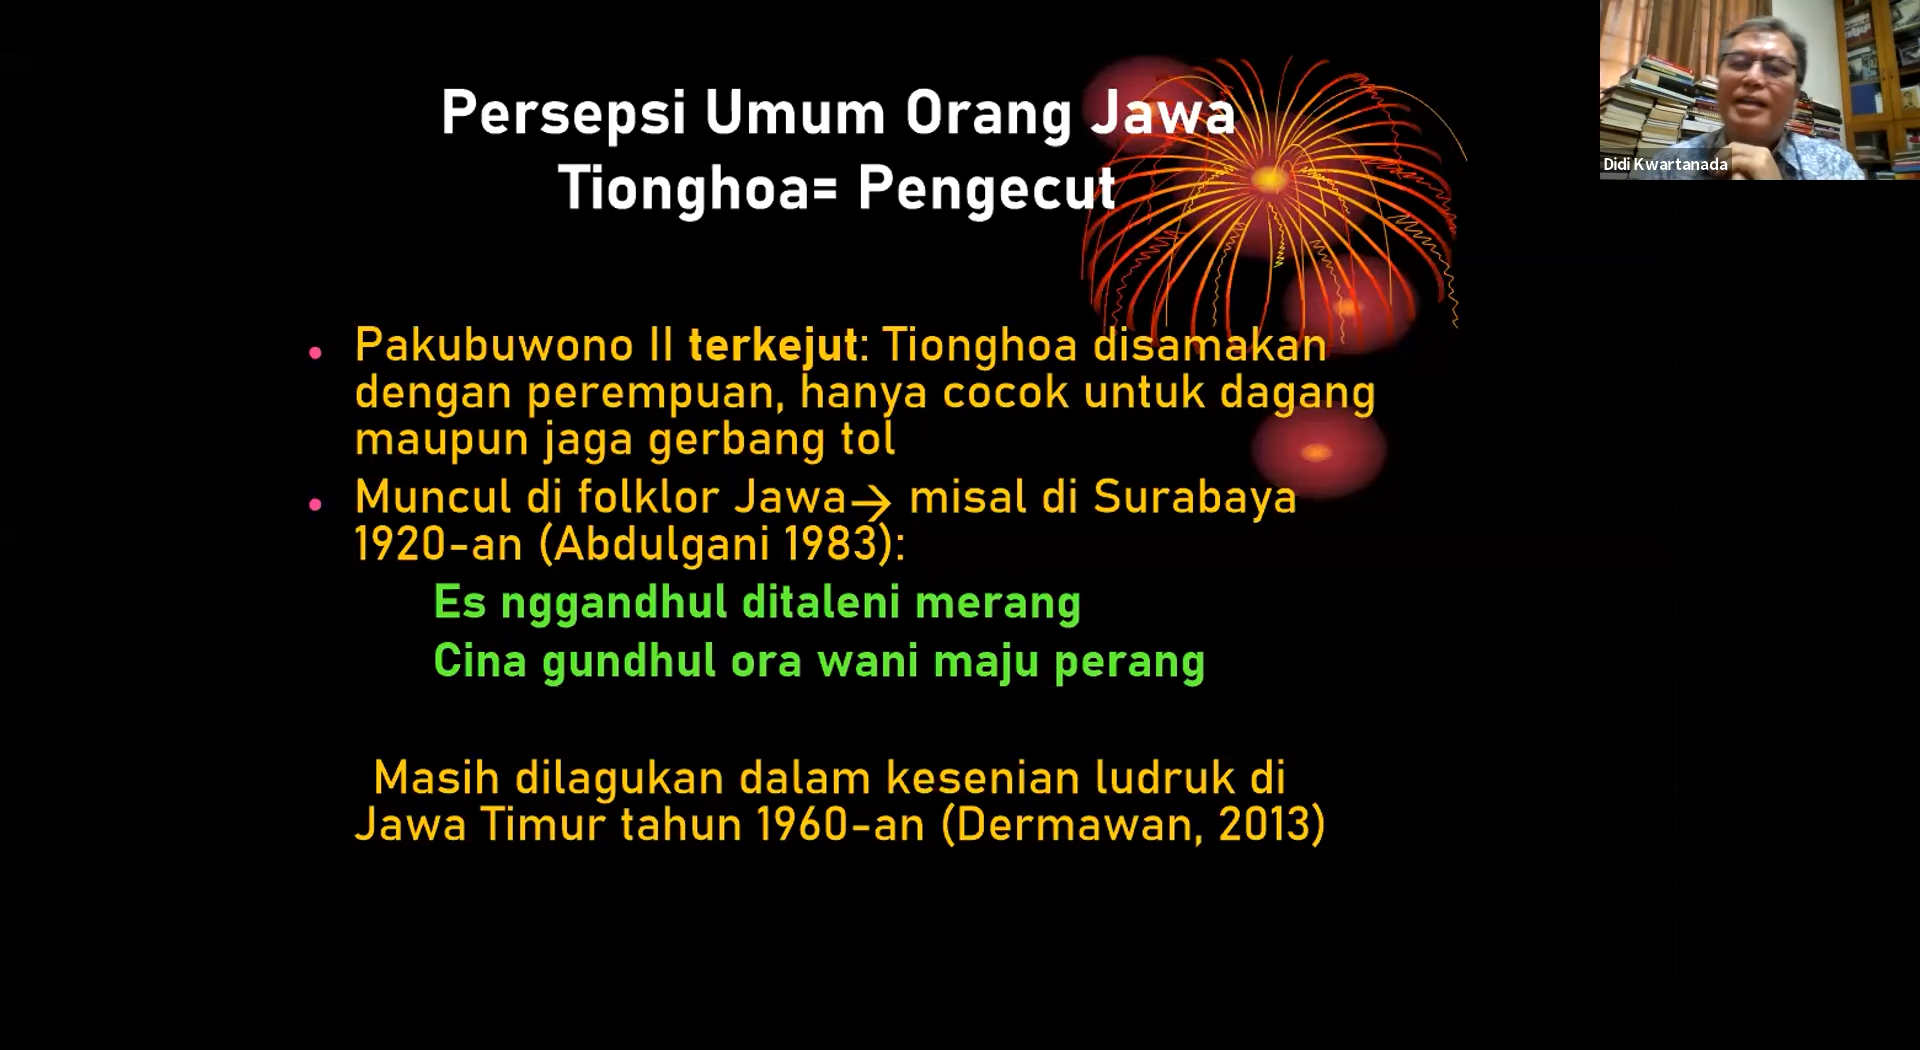 Persepsi Umum Orang Jawa
Tionghoa= Pengecut
• Pakubuwono II terkejut: Tionghoa disamakan
dengan perempuan, hanya cocok untuk dagang
maupun jaga gerbang tol
• Muncul di folklor Jawa→ misal di Surabaya
1920-an (Abdulgani 1983):
Es nggandhul ditaleni merang
Cina gundhul ora wani maju perang
Masih dilagukan dalam kesenian ludruk di
Jawa Timur tahun 1960-an (Dermawan, 2013)
Didi Kwartanada